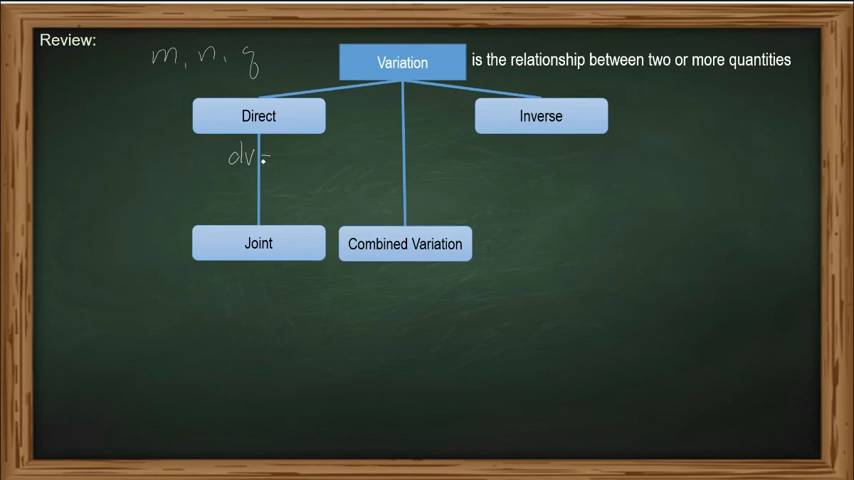 Review:
m, n, q
Variation is the relationship between two or more quantities
Direct
Inverse
dv =
Joint
Combined Variation